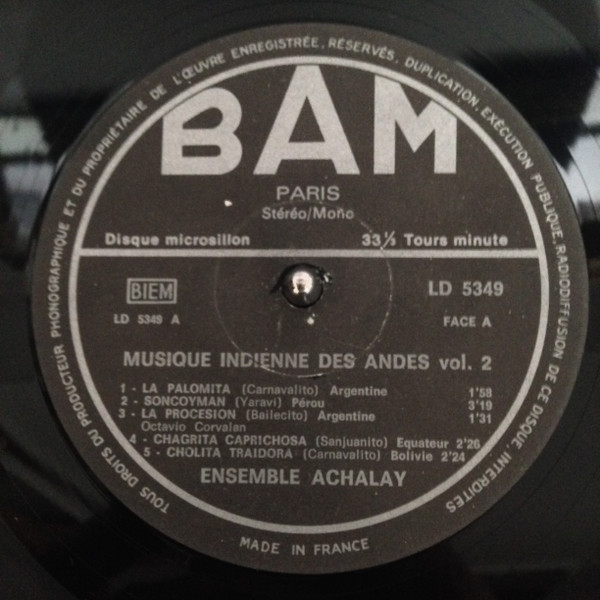 TOUS DROITS DU PRODUCTEUR PHONOGRAPHIQUE ET DU PROPRIÉTAIRE DE L'ŒUVRE ENREGISTRÉE, RÉSERVÉS, DUPLICATION, EXÉCUTION PUBLIQUE, RADIODIFFUSION DE CE DISQUE INTERDITES
BAM
PARIS
Stéréo/Mono
Disque microsillon 33⅓ Tours minute
BIEM LD 5349
LD 5349 A FACE A
MUSIQUE INDIENNE DES ANDES vol. 2
1 - LA PALOMITA (Carnavalito) Argentine 1'58
2 - SONCOYMAN (Yaravi) Pérou 3'19
3 - LA PROCESION (Bailecito) Argentine 1'31
Octavio Corvalan
4 - CHAGRITA CAPRICHOSA (Sanjuanito) Equateur 2'26
5 - CHOLITA TRAIDORA (Carnavalito) Bolivie 2'24
ENSEMBLE ACHALAY
MADE IN FRANCE